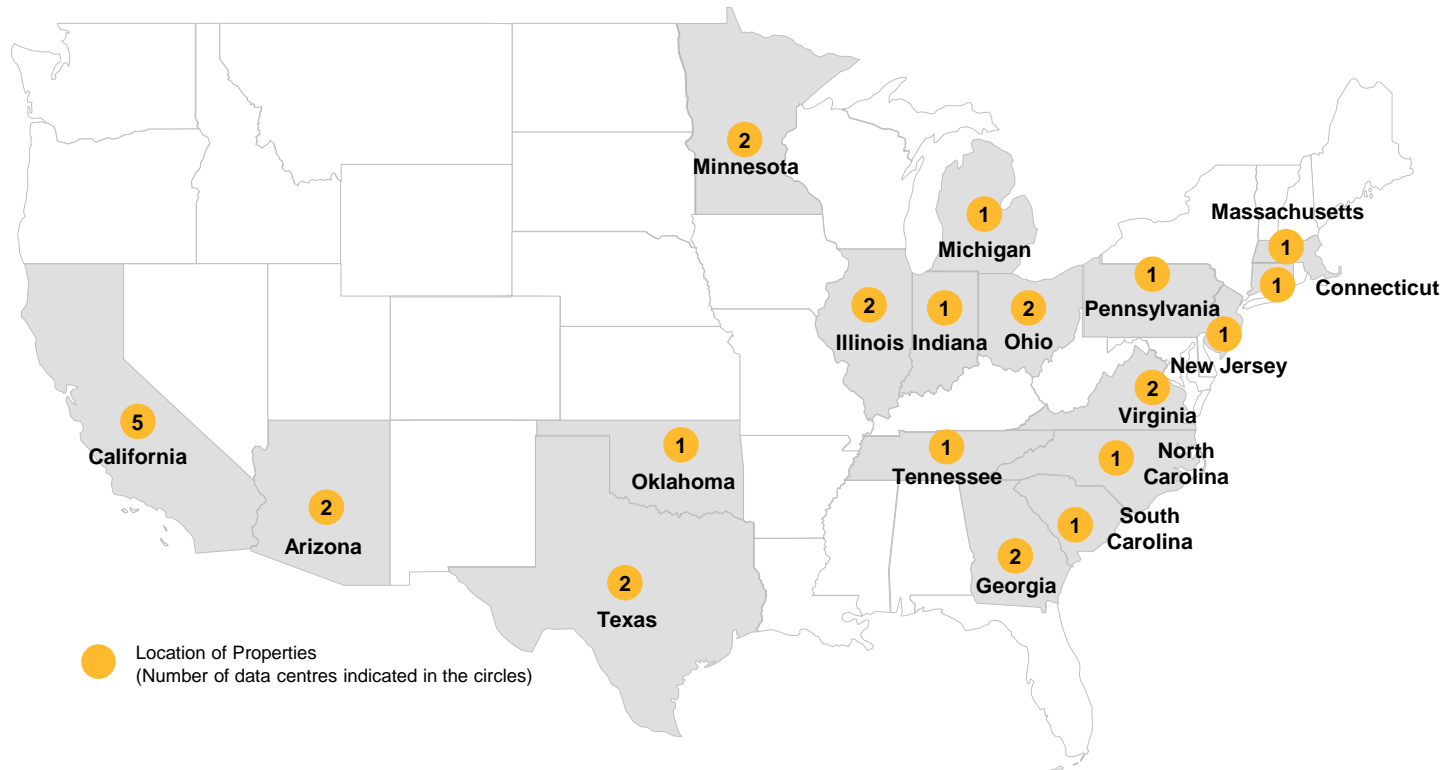 2
Minnesota
1
Michigan
Massachusetts
1
1
Connecticut
1
Pennsylvania
2
Illinois
1
Indiana
2
Ohio
1
New Jersey
2
Virginia
5
California
1
Oklahoma
1
Tennessee
1
North
Carolina
2
Arizona
1
South
Carolina
2
Georgia
2
Texas
Location of Properties
(Number of data centres indicated in the circles)